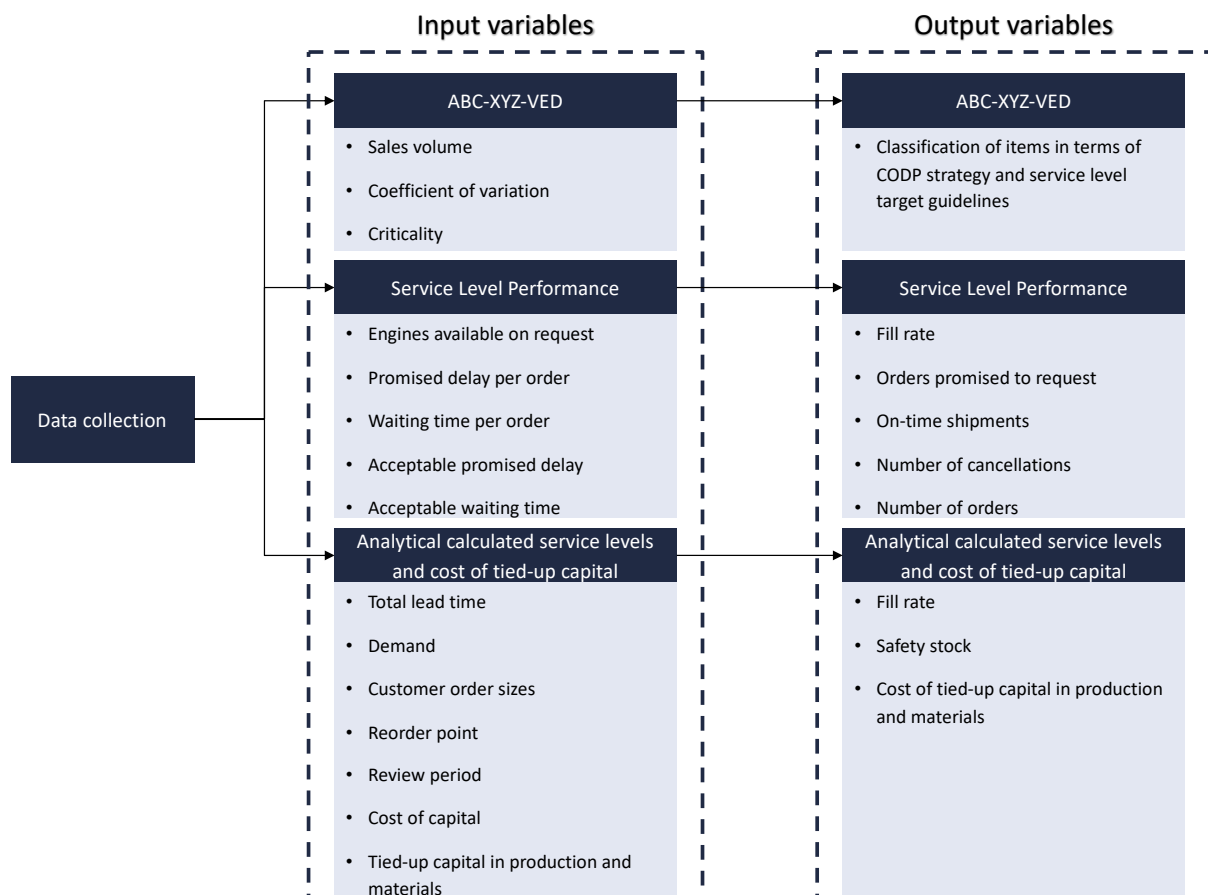 Input variables
Output variables
Data collection
ABC-XYZ-VED
• Sales volume
• Coefficient of variation
• Criticality
Service Level Performance
• Engines available on request
• Promised delay per order
• Waiting time per order
• Acceptable promised delay
• Acceptable waiting time
Analytical calculated service levels
and cost of tied-up capital
• Total lead time
• Demand
• Customer order sizes
• Reorder point
• Review period
• Cost of capital
• Tied-up capital in production and
materials
ABC-XYZ-VED
• Classification of items in terms of
CODP strategy and service level
target guidelines
Service Level Performance
• Fill rate
• Orders promised to request
• On-time shipments
• Number of cancellations
• Number of orders
Analytical calculated service levels
and cost of tied-up capital
• Fill rate
• Safety stock
• Cost of tied-up capital in production
and materials